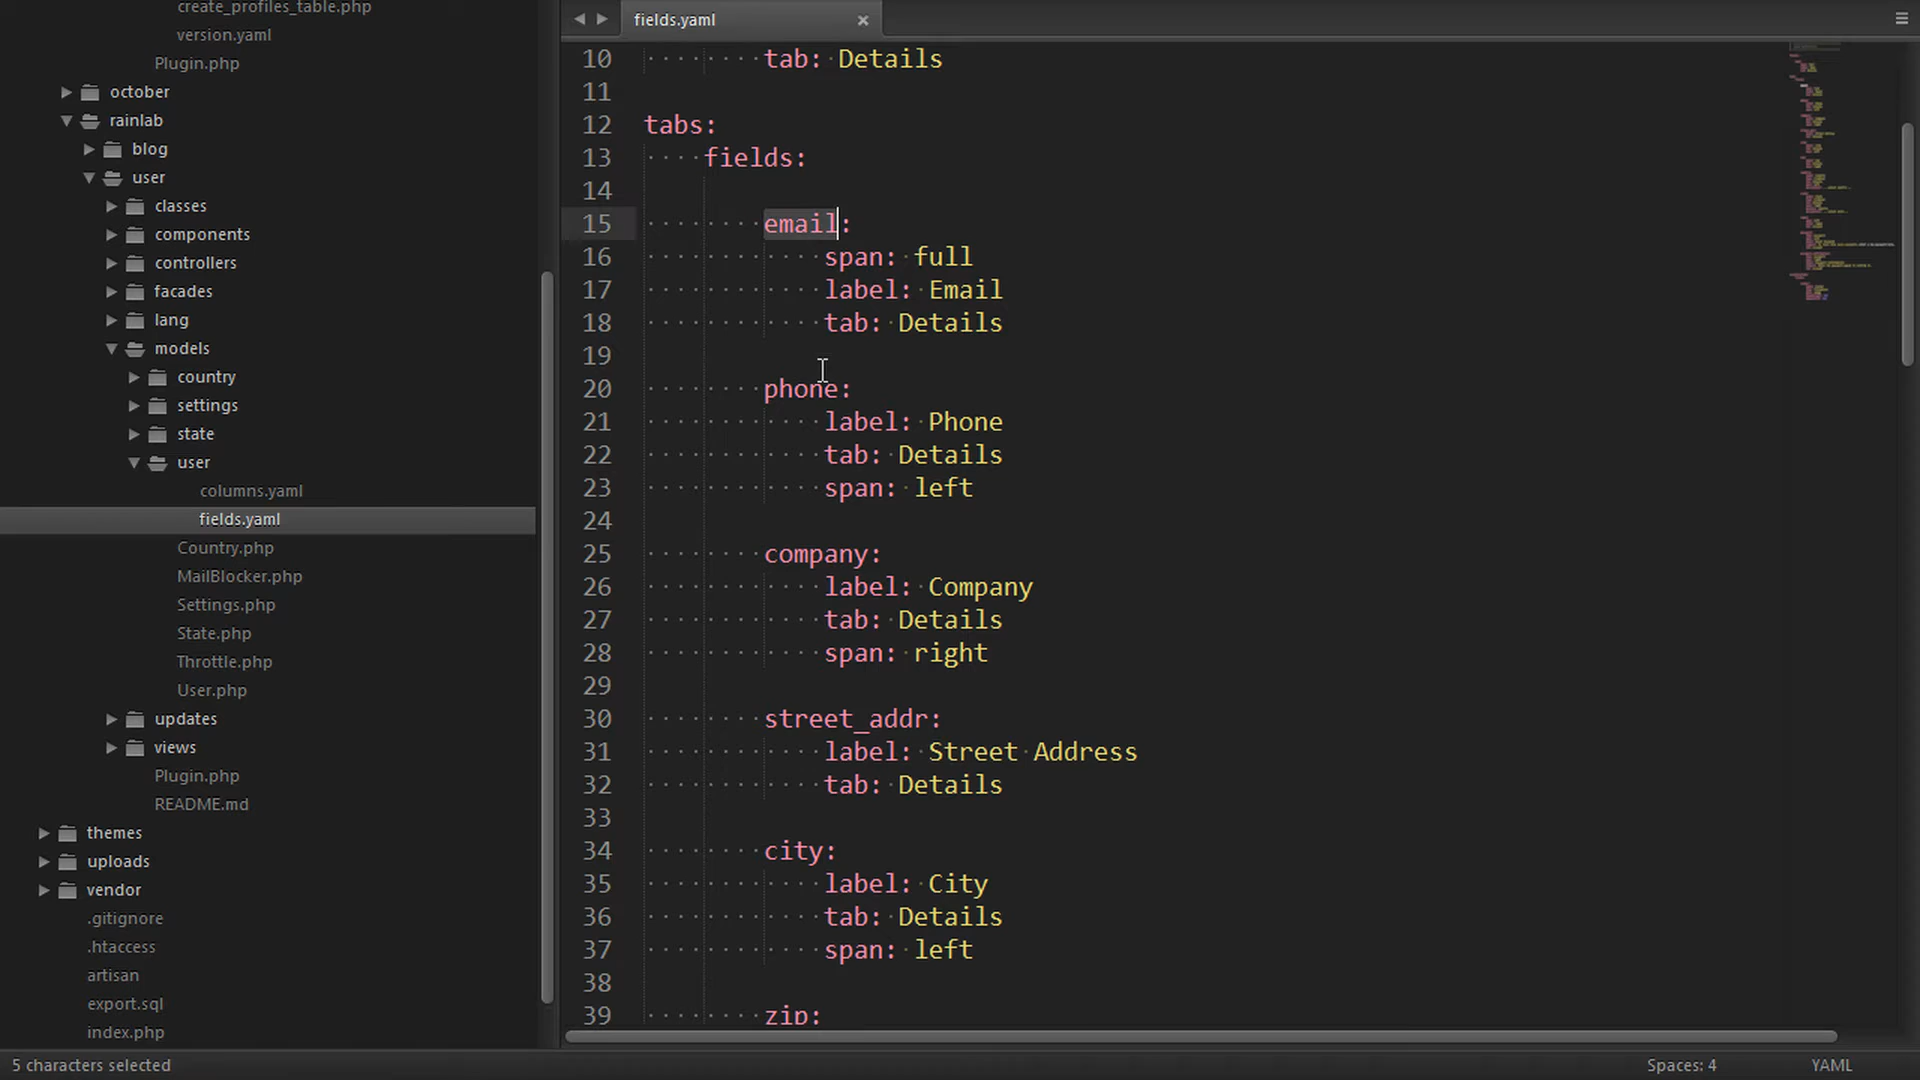 create_profiles_table.php
version.yaml
Plugin.php
october
rainlab
blog
user
classes
components
controllers
facades
lang
models
country
settings
state
user
columns.yaml
fields.yaml
Country.php
MailBlocker.php
Settings.php
State.php
Throttle.php
User.php
updates
views
Plugin.php
README.md
themes
uploads
vendor
.gitignore
.htaccess
artisan
export.sql
index.php
fields.yaml
10 tab: Details
11
12 tabs:
13 fields:
14
15 email:
16 span: full
17 label: Email
18 tab: Details
19
20 phone:
21 label: Phone
22 tab: Details
23 span: left
24
25 company:
26 label: Company
27 tab: Details
28 span: right
29
30 street_addr:
31 label: Street Address
32 tab: Details
33
34 city:
35 label: City
36 tab: Details
37 span: left
38
39 zip:
5 characters selected
Spaces: 4
YAML